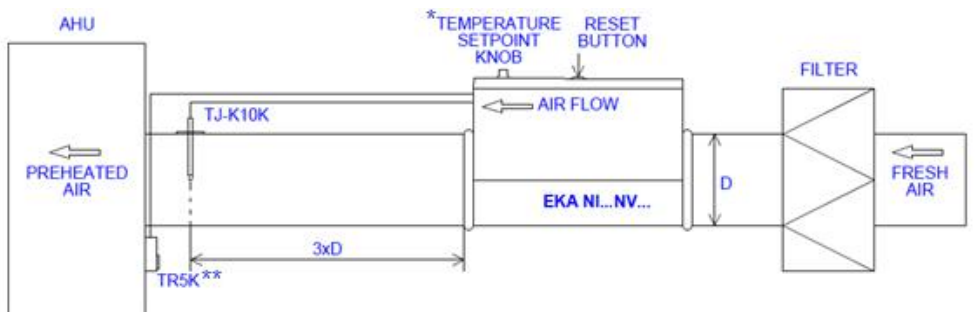 AHU
*TEMPERATURE
SETPOINT
KNOB
RESET
BUTTON
FILTER
TJ-K10K
AIR FLOW
PREHEATED
AIR
EKA NI...NV...
D
FRESH
AIR
3xD
TR5K**